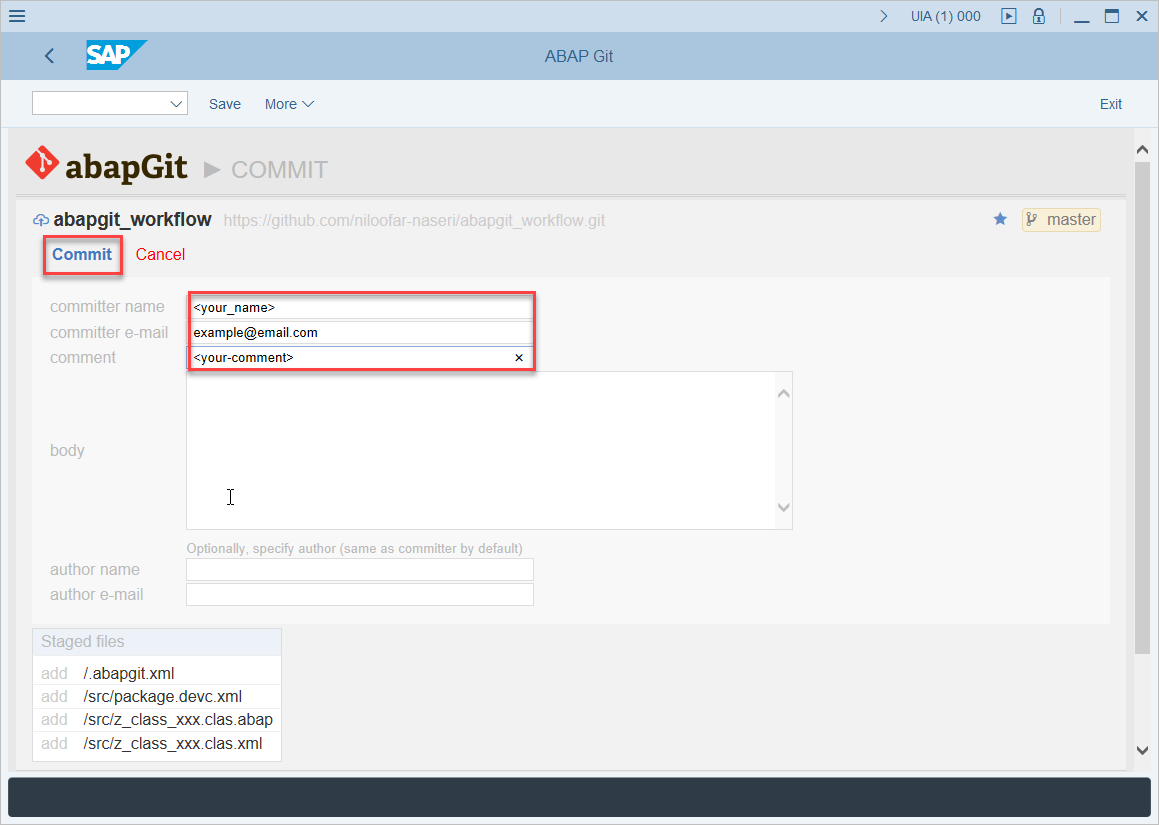 UIA (1) 000
SAP
ABAP Git
Save More Exit
abapGit ▶ COMMIT
abapgit_workflow https://github.com/niloofar-naseri/abapgit_workflow.git master
Commit Cancel
committer name <your_name>
committer e-mail example@email.com
comment <your-comment>
body
Optionally, specify author (same as committer by default)
author name
author e-mail
Staged files
add /.abapgit.xml
add /src/package.devc.xml
add /src/z_class_xxx.clas.abap
add /src/z_class_xxx.clas.xml